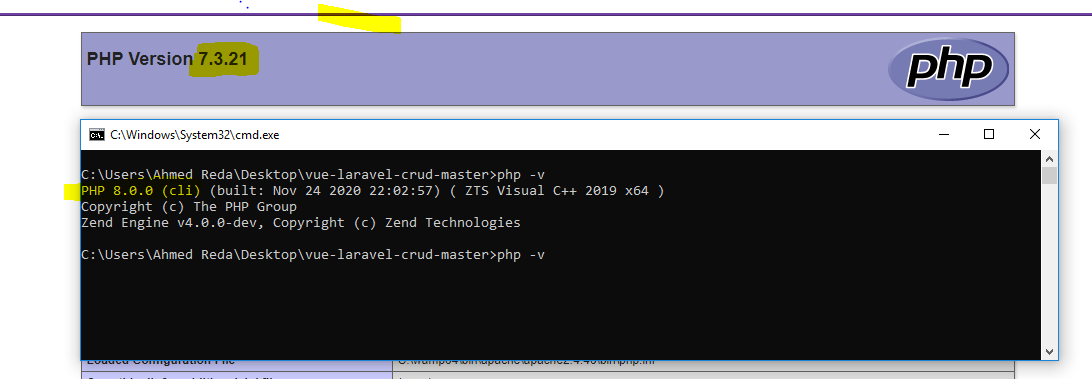 PHP Version 7.3.21
php
C:\Windows\System32\cmd.exe
C:\Users\Ahmed Reda\Desktop\vue-laravel-crud-master>php -v
PHP 8.0.0 (cli) (built: Nov 24 2020 22:02:57) ( ZTS Visual C++ 2019 x64 )
Copyright (c) The PHP Group
Zend Engine v4.0.0-dev, Copyright (c) Zend Technologies
C:\Users\Ahmed Reda\Desktop\vue-laravel-crud-master>php -v
Loaded Configuration File